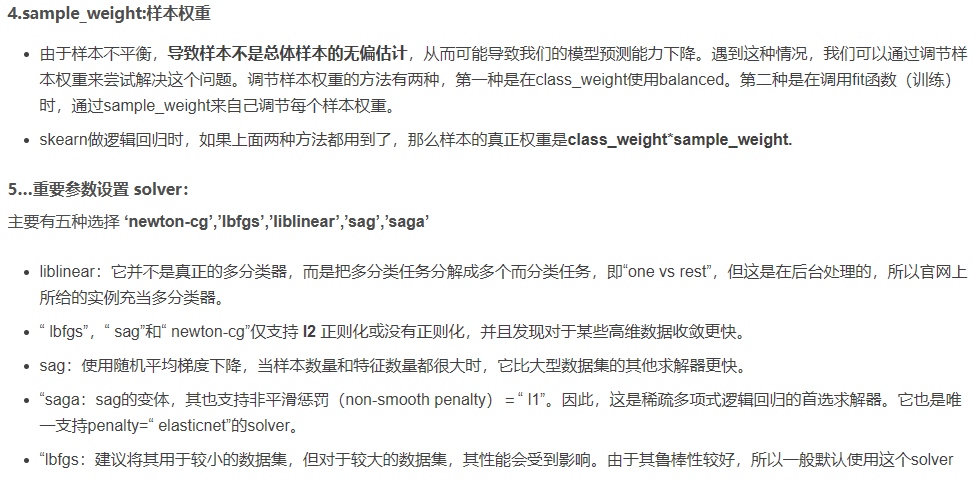 4.sample_weight:样本权重
由于样本不平衡，导致样本不是总体样本的无偏估计，从而可能导致我们的模型预测能力下降。遇到这种情况，我们可以通过调节样
本权重来尝试解决这个问题。调节样本权重的方法有两种，第一种是在class_weight使用balanced。第二种是在调用fit函数（训练）
时，通过sample_weight来自己调节每个样本权重。
skearn做逻辑回归时，如果上面两种方法都用到了，那么样本的真正权重是class_weight*sample_weight.
5...重要参数设置 solver：
主要有五种选择 ‘newton-cg’,’lbfgs’,’liblinear’,’sag’,’saga’
liblinear：它并不是真正的多分类器，而是把多分类任务分解成多个而分类任务，即“one vs rest”，但这是在后台处理的，所以官网上
所给的实例充当多分类器。
“ lbfgs”，“ sag”和“ newton-cg”仅支持 l2 正则化或没有正则化，并且发现对于某些高维数据收敛更快。
sag：使用随机平均梯度下降，当样本数量和特征数量都很大时，它比大型数据集的其他求解器更快。
“saga：sag的变体，其也支持非平滑惩罚（non-smooth penalty）= “ l1”。因此，这是稀疏多项式逻辑回归的首选求解器。它也是唯
一支持penalty=“ elasticnet”的solver。
“lbfgs：建议将其用于较小的数据集，但对于较大的数据集，其性能会受到影响。由于其鲁棒性较好，所以一般默认使用这个solver